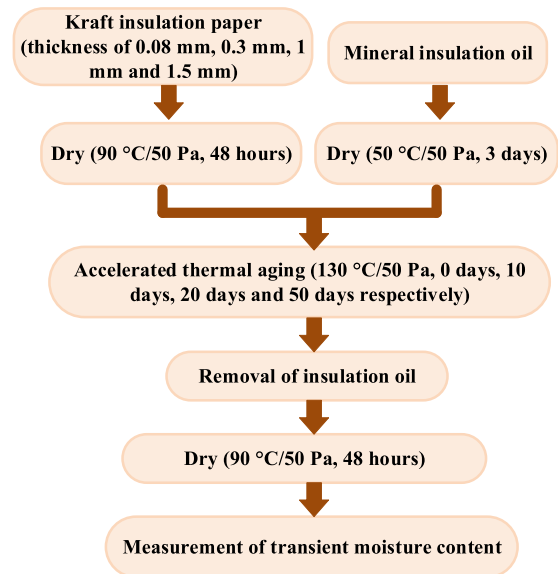 Kraft insulation paper
(thickness of 0.08 mm, 0.3 mm, 1
mm and 1.5 mm)
Mineral insulation oil
Dry (90 °C/50 Pa, 48 hours)
Dry (50 °C/50 Pa, 3 days)
Accelerated thermal aging (130 °C/50 Pa, 0 days, 10
days, 20 days and 50 days respectively)
Removal of insulation oil
Dry (90 °C/50 Pa, 48 hours)
Measurement of transient moisture content